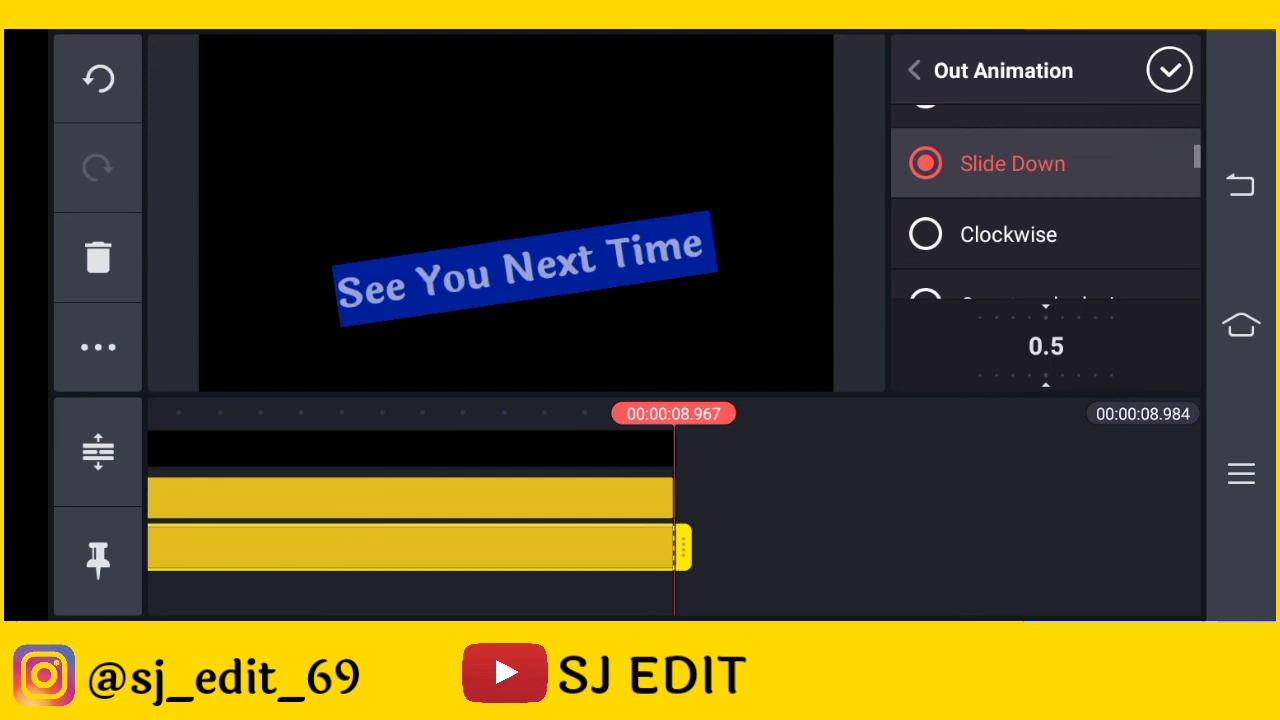 Out Animation
Slide Down
Clockwise
See You Next Time
0.5
00:00:08.967
00:00:08.984
@sj_edit_69
SJ EDIT